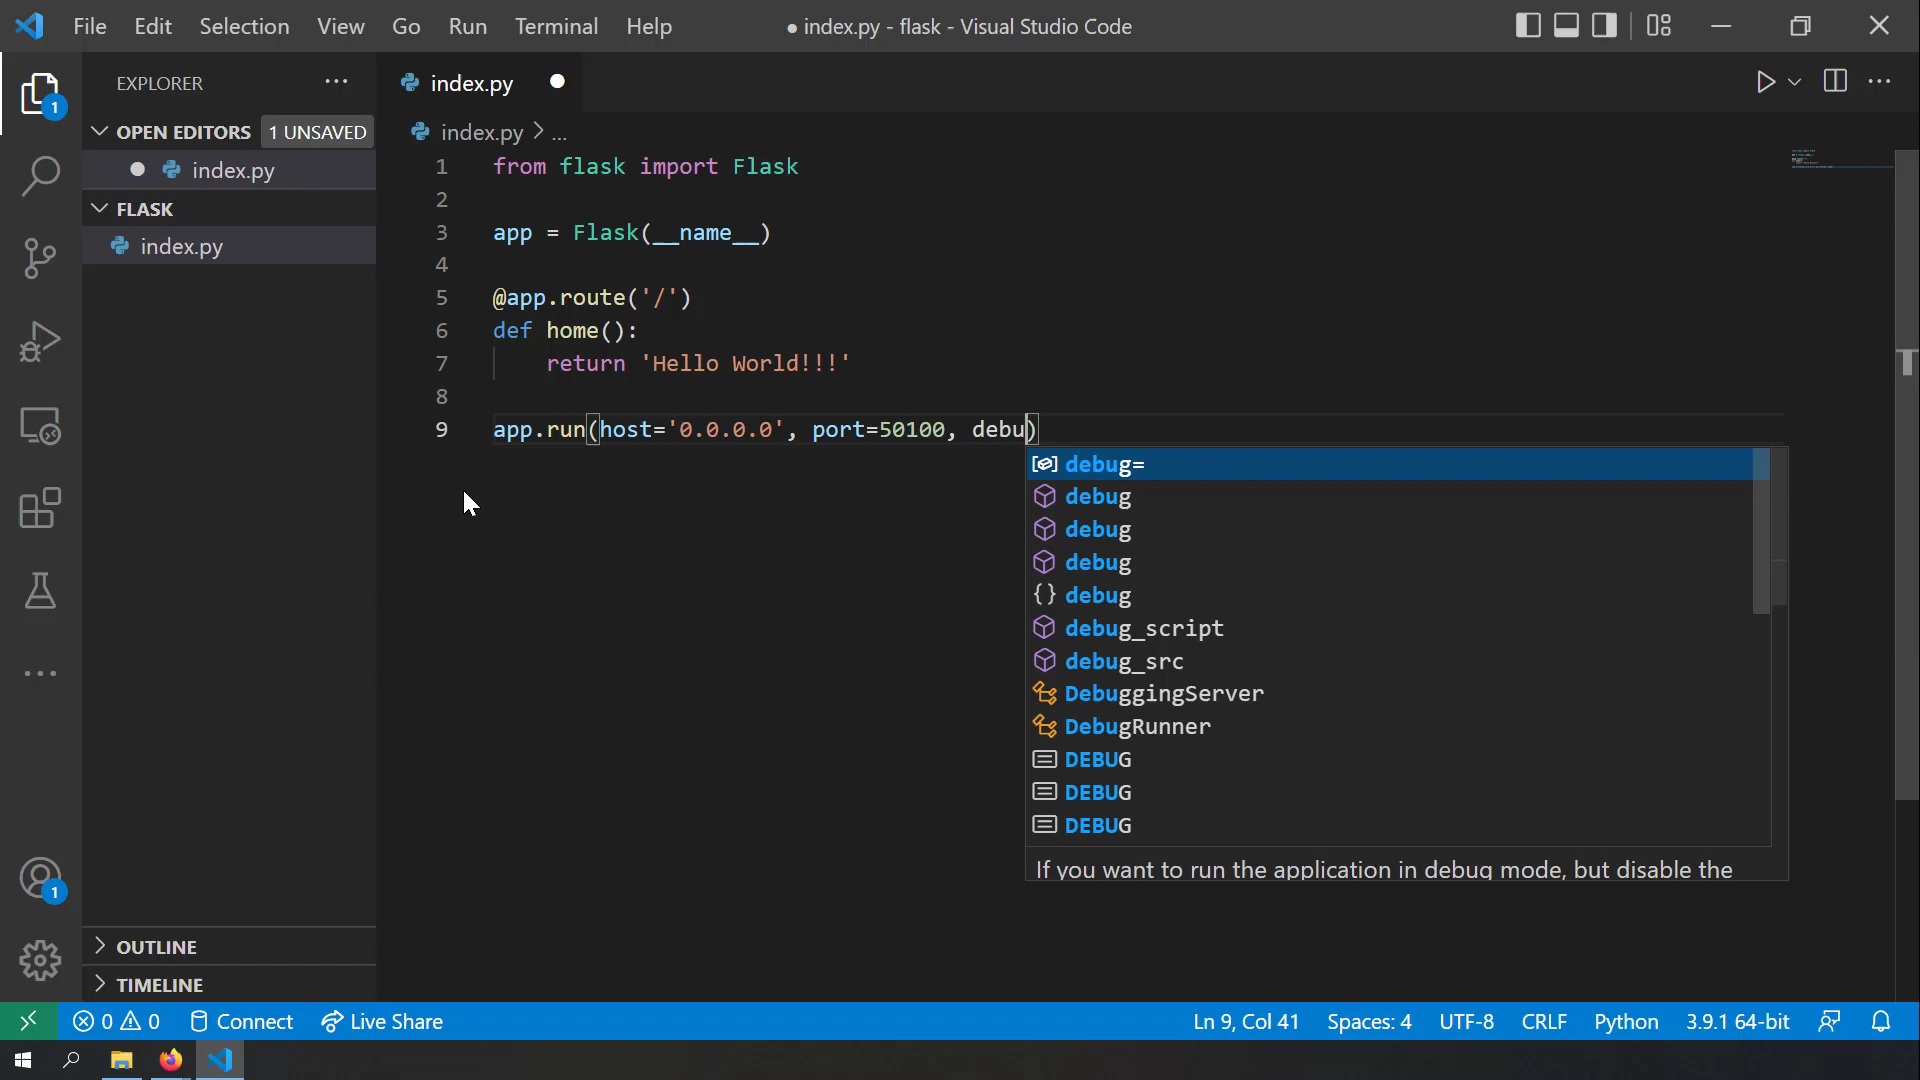 File Edit Selection View Go Run Terminal Help ● index.py - flask - Visual Studio Code
EXPLORER ···
OPEN EDITORS 1 UNSAVED
● index.py
FLASK
index.py
OUTLINE
TIMELINE
1
1
index.py ●
index.py > ...
1 from flask import Flask
2
3 app = Flask(__name__)
4
5 @app.route('/')
6 def home():
7     return 'Hello World!!!'
8
9 app.run(host='0.0.0.0', port=50100, debu)
debug=
debug
debug
debug
{} debug
debug_script
debug_src
DebuggingServer
DebugRunner
DEBUG
DEBUG
DEBUG
If you want to run the application in debug mode, but disable the
0 0 Connect Live Share Ln 9, Col 41 Spaces: 4 UTF-8 CRLF Python 3.9.1 64-bit